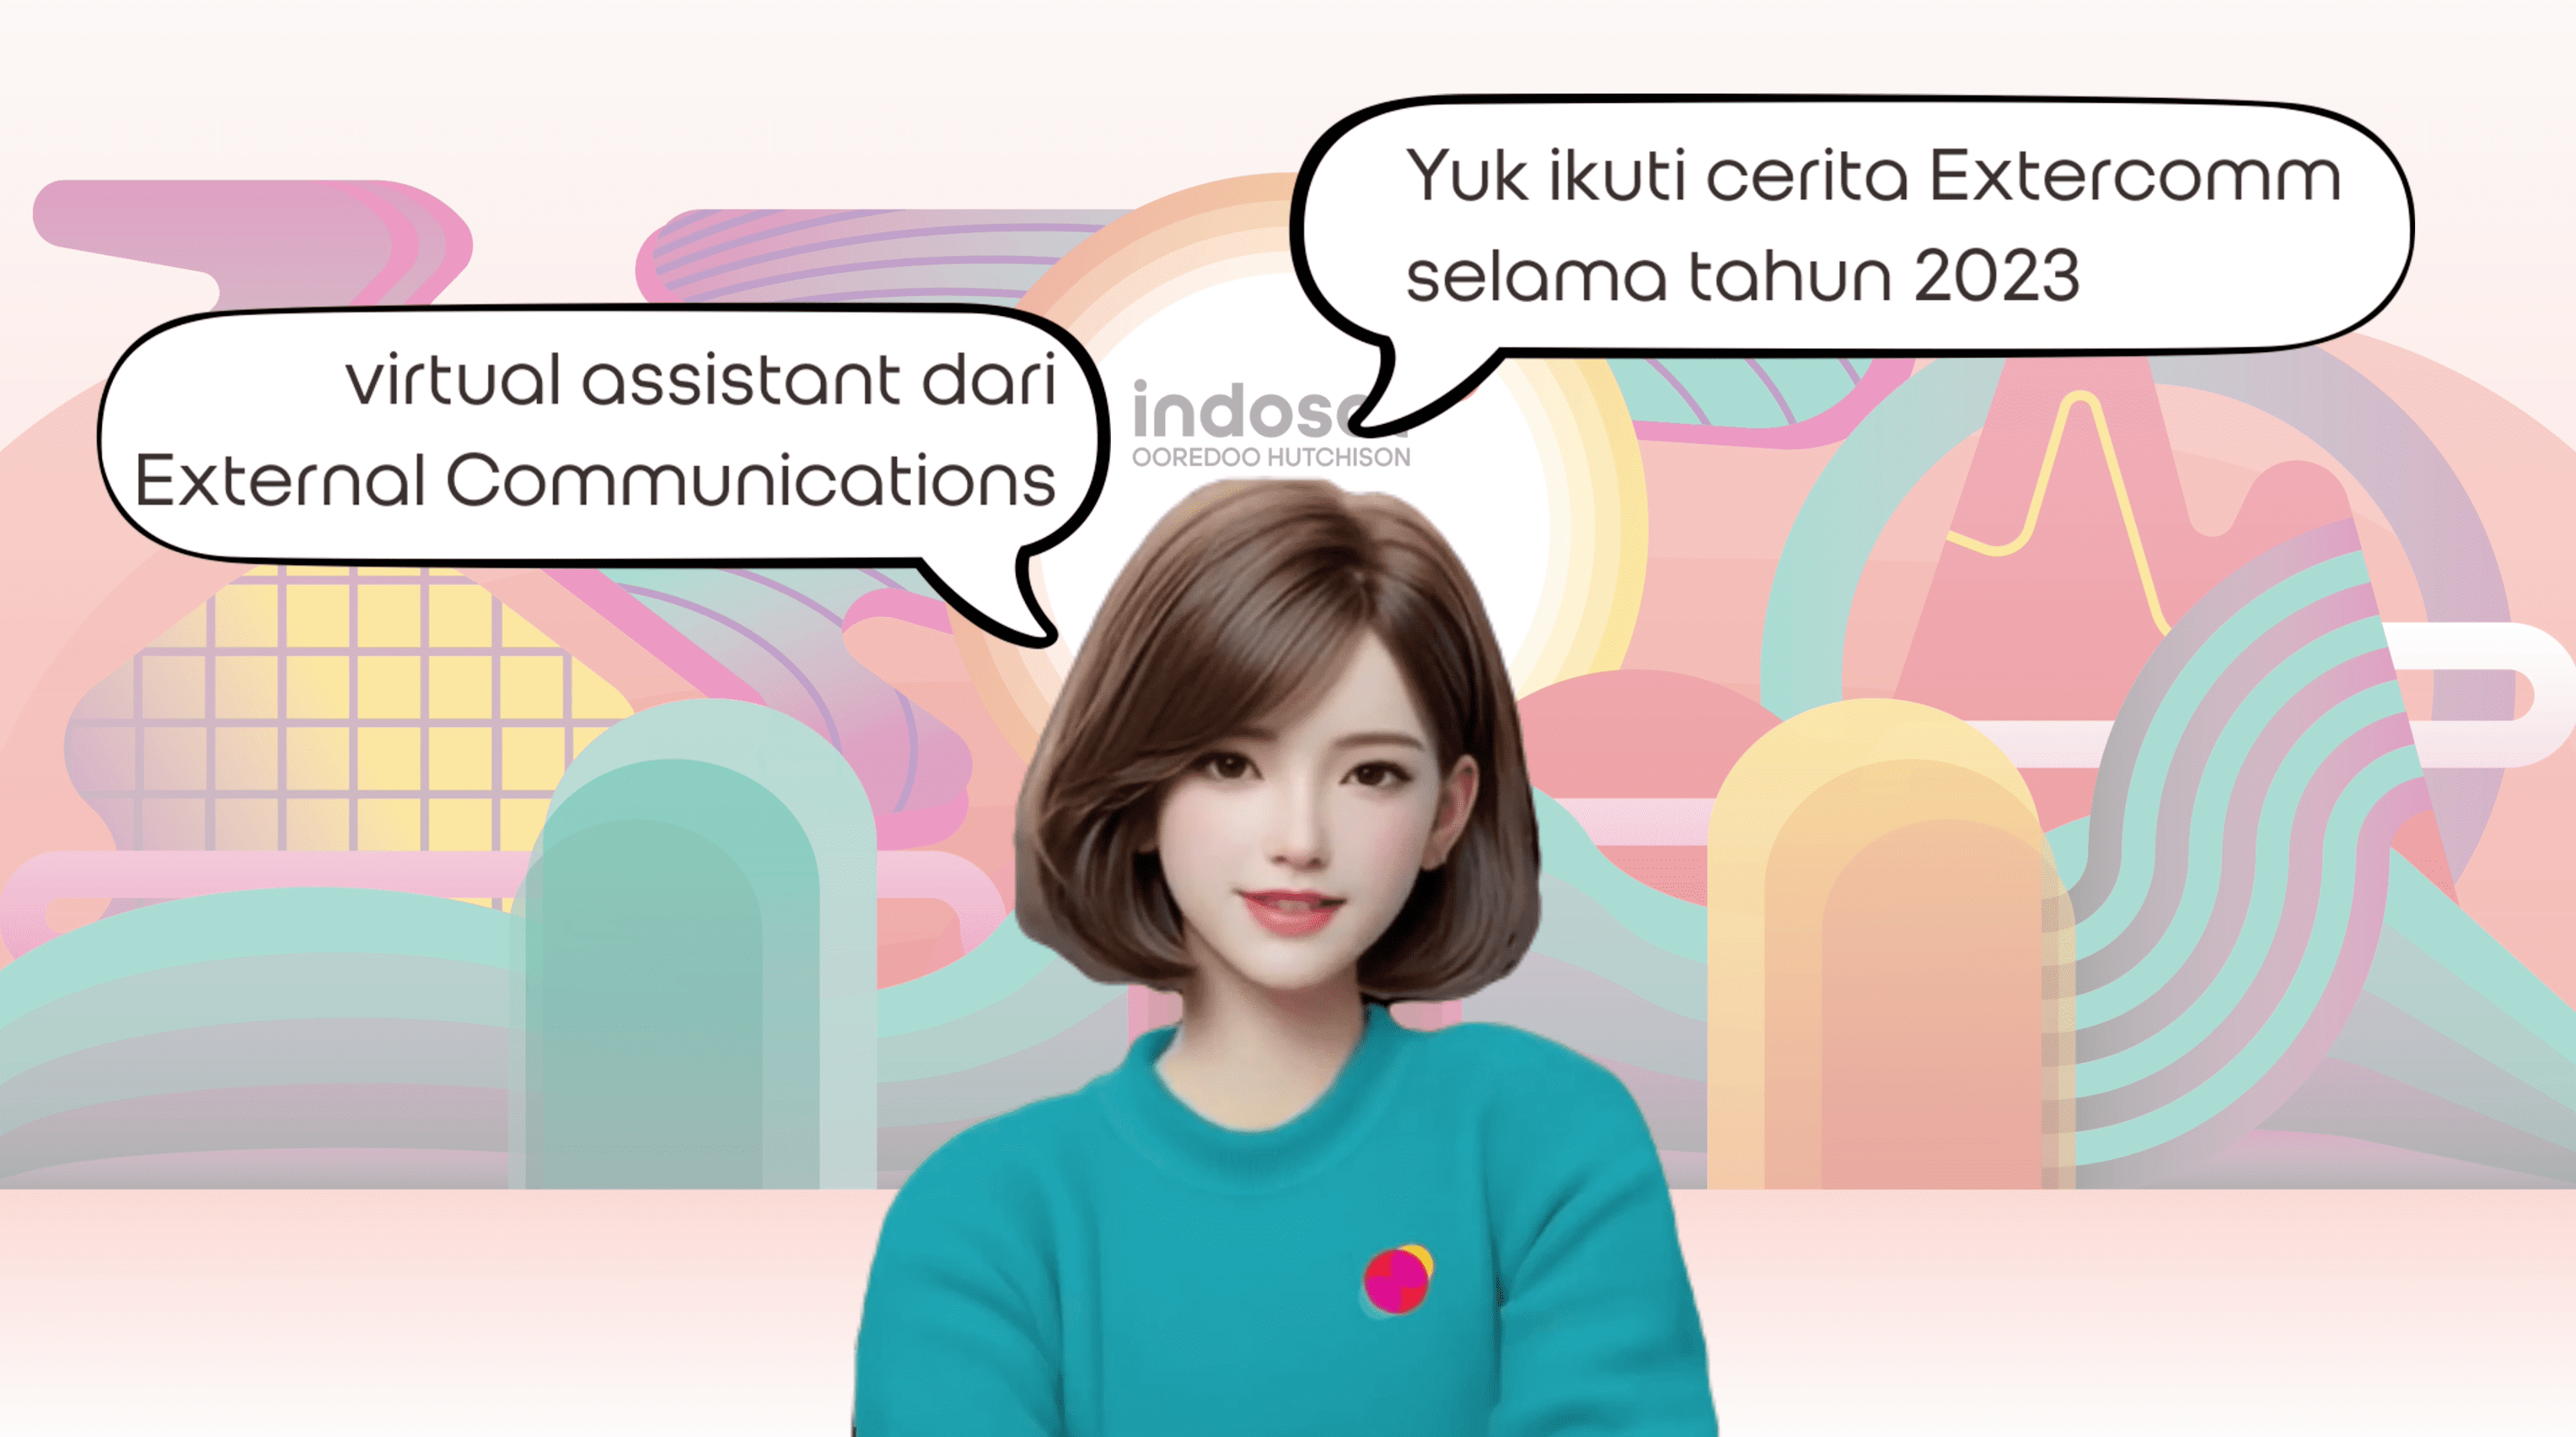 virtual assistant dari
External Communications
Yuk ikuti cerita Extercomm
selama tahun 2023
OOREDOO HUTCHISON